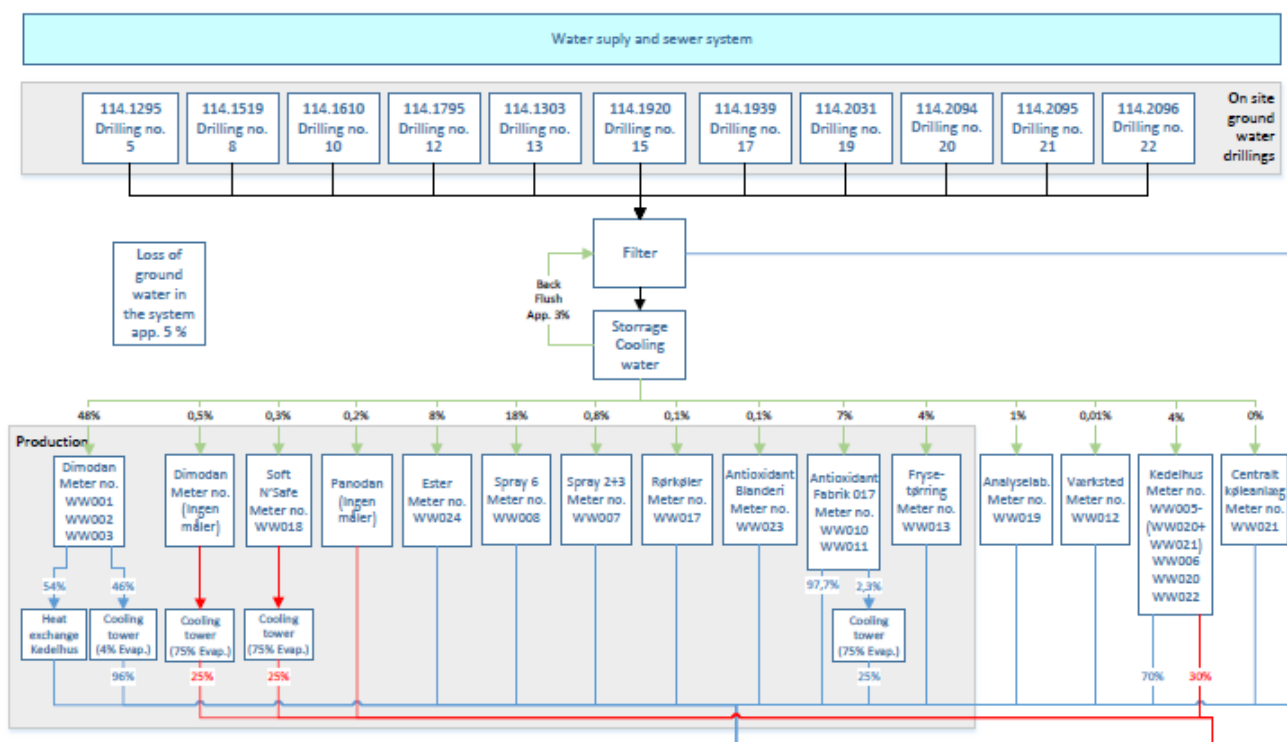 Water suply and sewer system
114.1295
Drilling no.
5
114.1519
Drilling no.
8
114.1610
Drilling no.
10
114.1795
Drilling no.
12
114.1303
Drilling no.
13
114.1920
Drilling no.
15
114.1939
Drilling no.
17
114.2031
Drilling no.
19
114.2094
Drilling no.
20
114.2095
Drilling no.
21
114.2096
Drilling no.
22
On site
ground
water
drillings
Loss of
ground
water in
the system
app. 5 %
Filter
Back
Flush
App. 3%
Storrage
Cooling
water
48%
0,5%
0,3%
0,2%
8%
18%
0,8%
0,1%
0,1%
7%
4%
1%
0,01%
4%
0%
Production
Dimodan
Meter no.
WW001
WW002
WW003
Dimodan
Meter no.
(Ingen
måler)
Soft
N'Safe
Meter no.
WW018
Panodan
(Ingen
måler)
Ester
Meter no.
WW024
Spray 6
Meter no.
WW008
Spray 2+3
Meter no.
WW007
Rørkøler
Meter no.
WW017
Antioxidant
Blanderi
Meter no.
WW023
Antioxidant
Fabrik 017
Meter no.
WW010
WW011
Fryse-
tørring
Meter no.
WW013
Analyselab.
Meter no.
WW019
Værksted
Meter no.
WW012
Kedelhus
Meter no.
WW005-
(WW020+
WW021)
WW006
WW020
WW022
Centralt
køleanlæg
Meter no.
WW021
54%
46%
97,7%
2,3%
Heat
exchange
Kedelhus
Cooling
tower
(4% Evap.)
Cooling
tower
(75% Evap.)
Cooling
tower
(75% Evap.)
Cooling
tower
(75% Evap.)
96%
25%
25%
25%
70%
30%